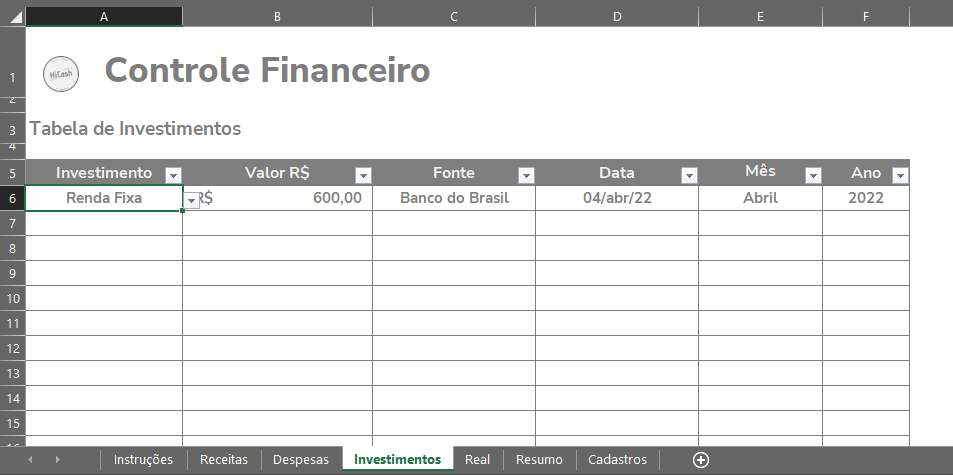 A B C D E F
1 HiCash Controle Financeiro
2
3 Tabela de Investimentos
4
5 Investimento Valor R$ Fonte Data Mês Ano
6 Renda Fixa R$ 600,00 Banco do Brasil 04/abr/22 Abril 2022
7
8
9
10
11
12
13
14
15
16
Instruções Receitas Despesas Investimentos Real Resumo Cadastros